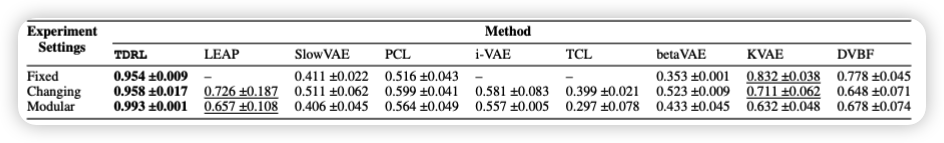 Experiment Settings Method
TDRL LEAP SlowVAE PCL i-VAE TCL betaVAE KVAE DVBF
Fixed 0.954 ±0.009 – 0.411 ±0.022 0.516 ±0.043 – – 0.353 ±0.001 0.832 ±0.038 0.778 ±0.045
Changing 0.958 ±0.017 0.726 ±0.187 0.511 ±0.062 0.599 ±0.041 0.581 ±0.083 0.399 ±0.021 0.523 ±0.009 0.711 ±0.062 0.648 ±0.071
Modular 0.993 ±0.001 0.657 ±0.108 0.406 ±0.045 0.564 ±0.049 0.557 ±0.005 0.297 ±0.078 0.433 ±0.045 0.632 ±0.048 0.678 ±0.074